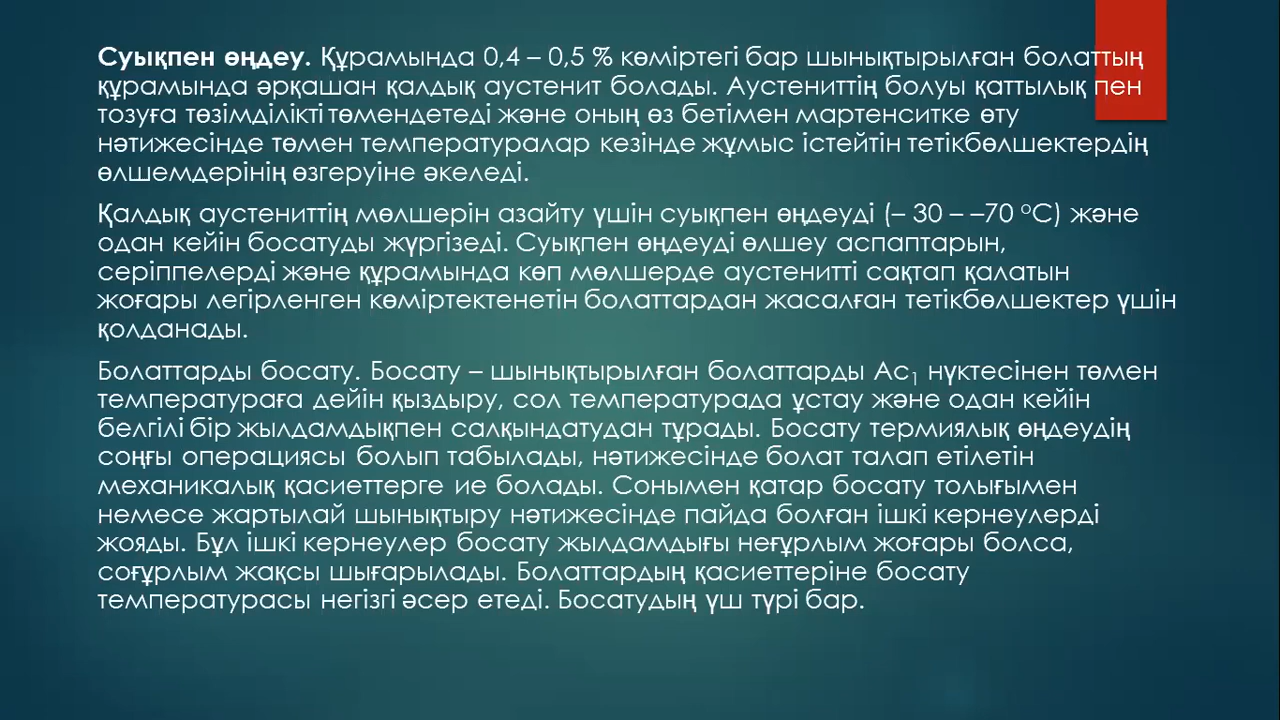 Суықпен өңдеу. Құрамында 0,4 – 0,5 % көміртегі бар шынықтырылған болаттың
құрамында әрқашан қалдық аустенит болады. Аустениттің болуы қаттылық пен
тозуға төзімділікті төмендетеді және оның өз бетімен мартенситке өту
нәтижесінде төмен температуралар кезінде жұмыс істейтін тетікбөлшектердің
өлшемдерінің өзгеруіне әкеледі.
Қалдық аустениттің мөлшерін азайту үшін суықпен өңдеуді (– 30 – –70 ᵒС) және
одан кейін босатуды жүргізеді. Суықпен өңдеуді өлшеу аспаптарын,
серіппелерді және құрамында көп мөлшерде аустенитті сақтап қалатын
жоғары легірленген көміртектенетін болаттардан жасалған тетікбөлшектер үшін
қолданады.
Болаттарды босату. Босату – шынықтырылған болаттарды Ас₁ нүктесінен төмен
температураға дейін қыздыру, сол температурада ұстау және одан кейін
белгілі бір жылдамдықпен салқындатудан тұрады. Босату термиялық өңдеудің
соңғы операциясы болып табылады, нәтижесінде болат талап етілетін
механикалық қасиеттерге ие болады. Сонымен қатар босату толығымен
немесе жартылай шынықтыру нәтижесінде пайда болған ішкі кернеулерді
жояды. Бұл ішкі кернеулер босату жылдамдығы неғұрлым жоғары болса,
соғұрлым жақсы шығарылады. Болаттардың қасиеттеріне босату
температурасы негізгі әсер етеді. Босатудың үш түрі бар.